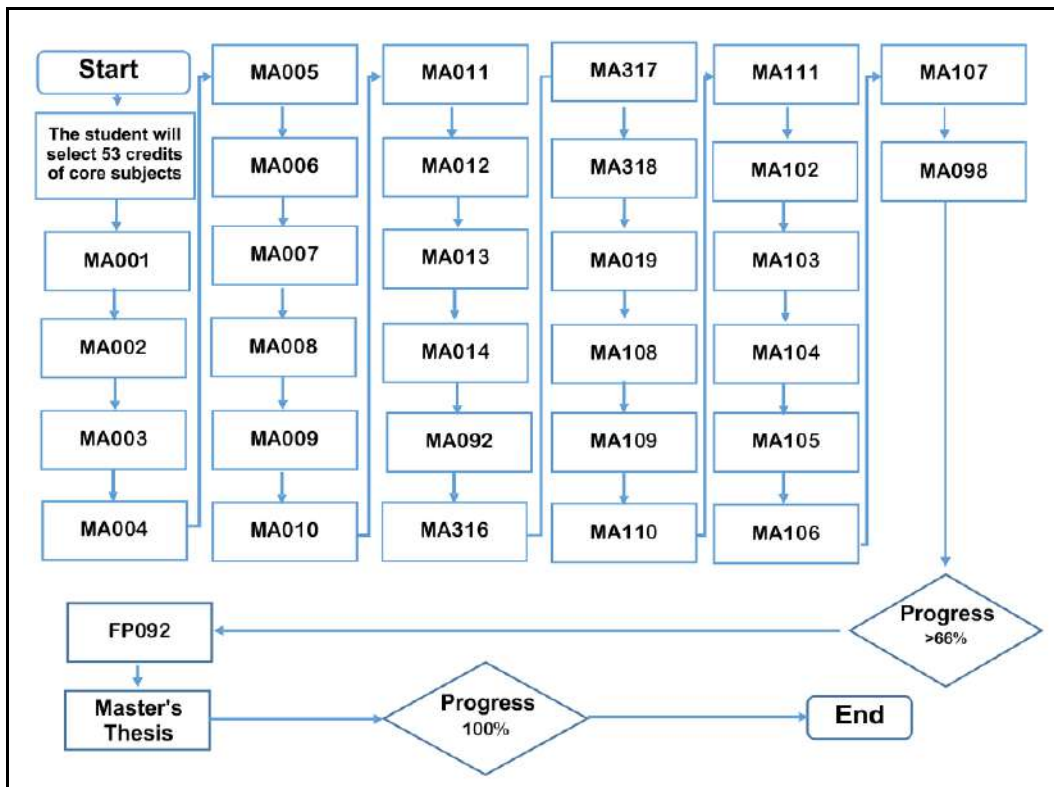 Start
The student will
select 53 credits
of core subjects
MA001
MA002
MA003
MA004
MA005
MA006
MA007
MA008
MA009
MA010
MA011
MA012
MA013
MA014
MA092
MA316
MA317
MA318
MA019
MA108
MA109
MA110
MA111
MA102
MA103
MA104
MA105
MA106
MA107
MA098
Progress
>66%
FP092
Master's
Thesis
Progress
100%
End